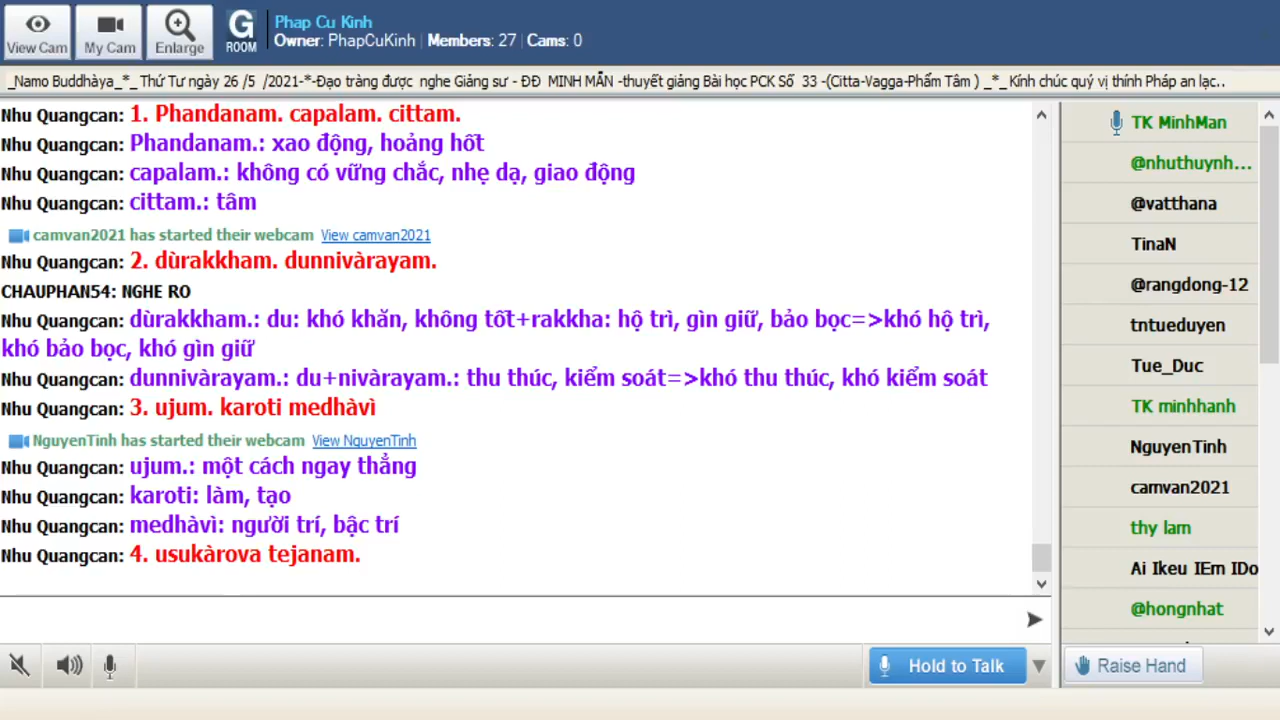 View Cam
My Cam
Enlarge
G
ROOM
Phap Cu Kinh
Owner: PhapCuKinh | Members: 27 | Cams: 0
_Namo Buddhàya_*_ Thứ Tư ngày 26 /5 /2021-*-Đạo tràng được nghe Giảng sư - ĐĐ MINH MẪN -thuyết giảng Bài học PCK Số 33 -(Citta-Vagga-Phẩm Tâm ) _*_ Kính chúc quý vị thính Pháp an lạc..
Nhu Quangcan: 1. Phandanam. capalam. cittam.
Nhu Quangcan: Phandanam.: xao động, hoảng hốt
Nhu Quangcan: capalam.: không có vững chắc, nhẹ dạ, giao động
Nhu Quangcan: cittam.: tâm
camvan2021 has started their webcam View camvan2021
Nhu Quangcan: 2. dùrakkham. dunnivàrayam.
CHAUPHAN54: NGHE RO
Nhu Quangcan: dùrakkham.: du: khó khăn, không tốt+rakkha: hộ trì, gìn giữ, bảo bọc=>khó hộ trì,
khó bảo bọc, khó gìn giữ
Nhu Quangcan: dunnivàrayam.: du+nivàrayam.: thu thúc, kiểm soát=>khó thu thúc, khó kiểm soát
Nhu Quangcan: 3. ujum. karoti medhàvì
NguyenTinh has started their webcam View NguyenTinh
Nhu Quangcan: ujum.: một cách ngay thẳng
Nhu Quangcan: karoti: làm, tạo
Nhu Quangcan: medhàvì: người trí, bậc trí
Nhu Quangcan: 4. usukàrova tejanam.
TK MinhMan
@nhuthuynh...
@vatthana
TinaN
@rangdong-12
tntueduyen
Tue_Duc
TK minhhanh
NguyenTinh
camvan2021
thy lam
Ai Ikeu IEm IDo
@hongnhat
Hold to Talk
Raise Hand